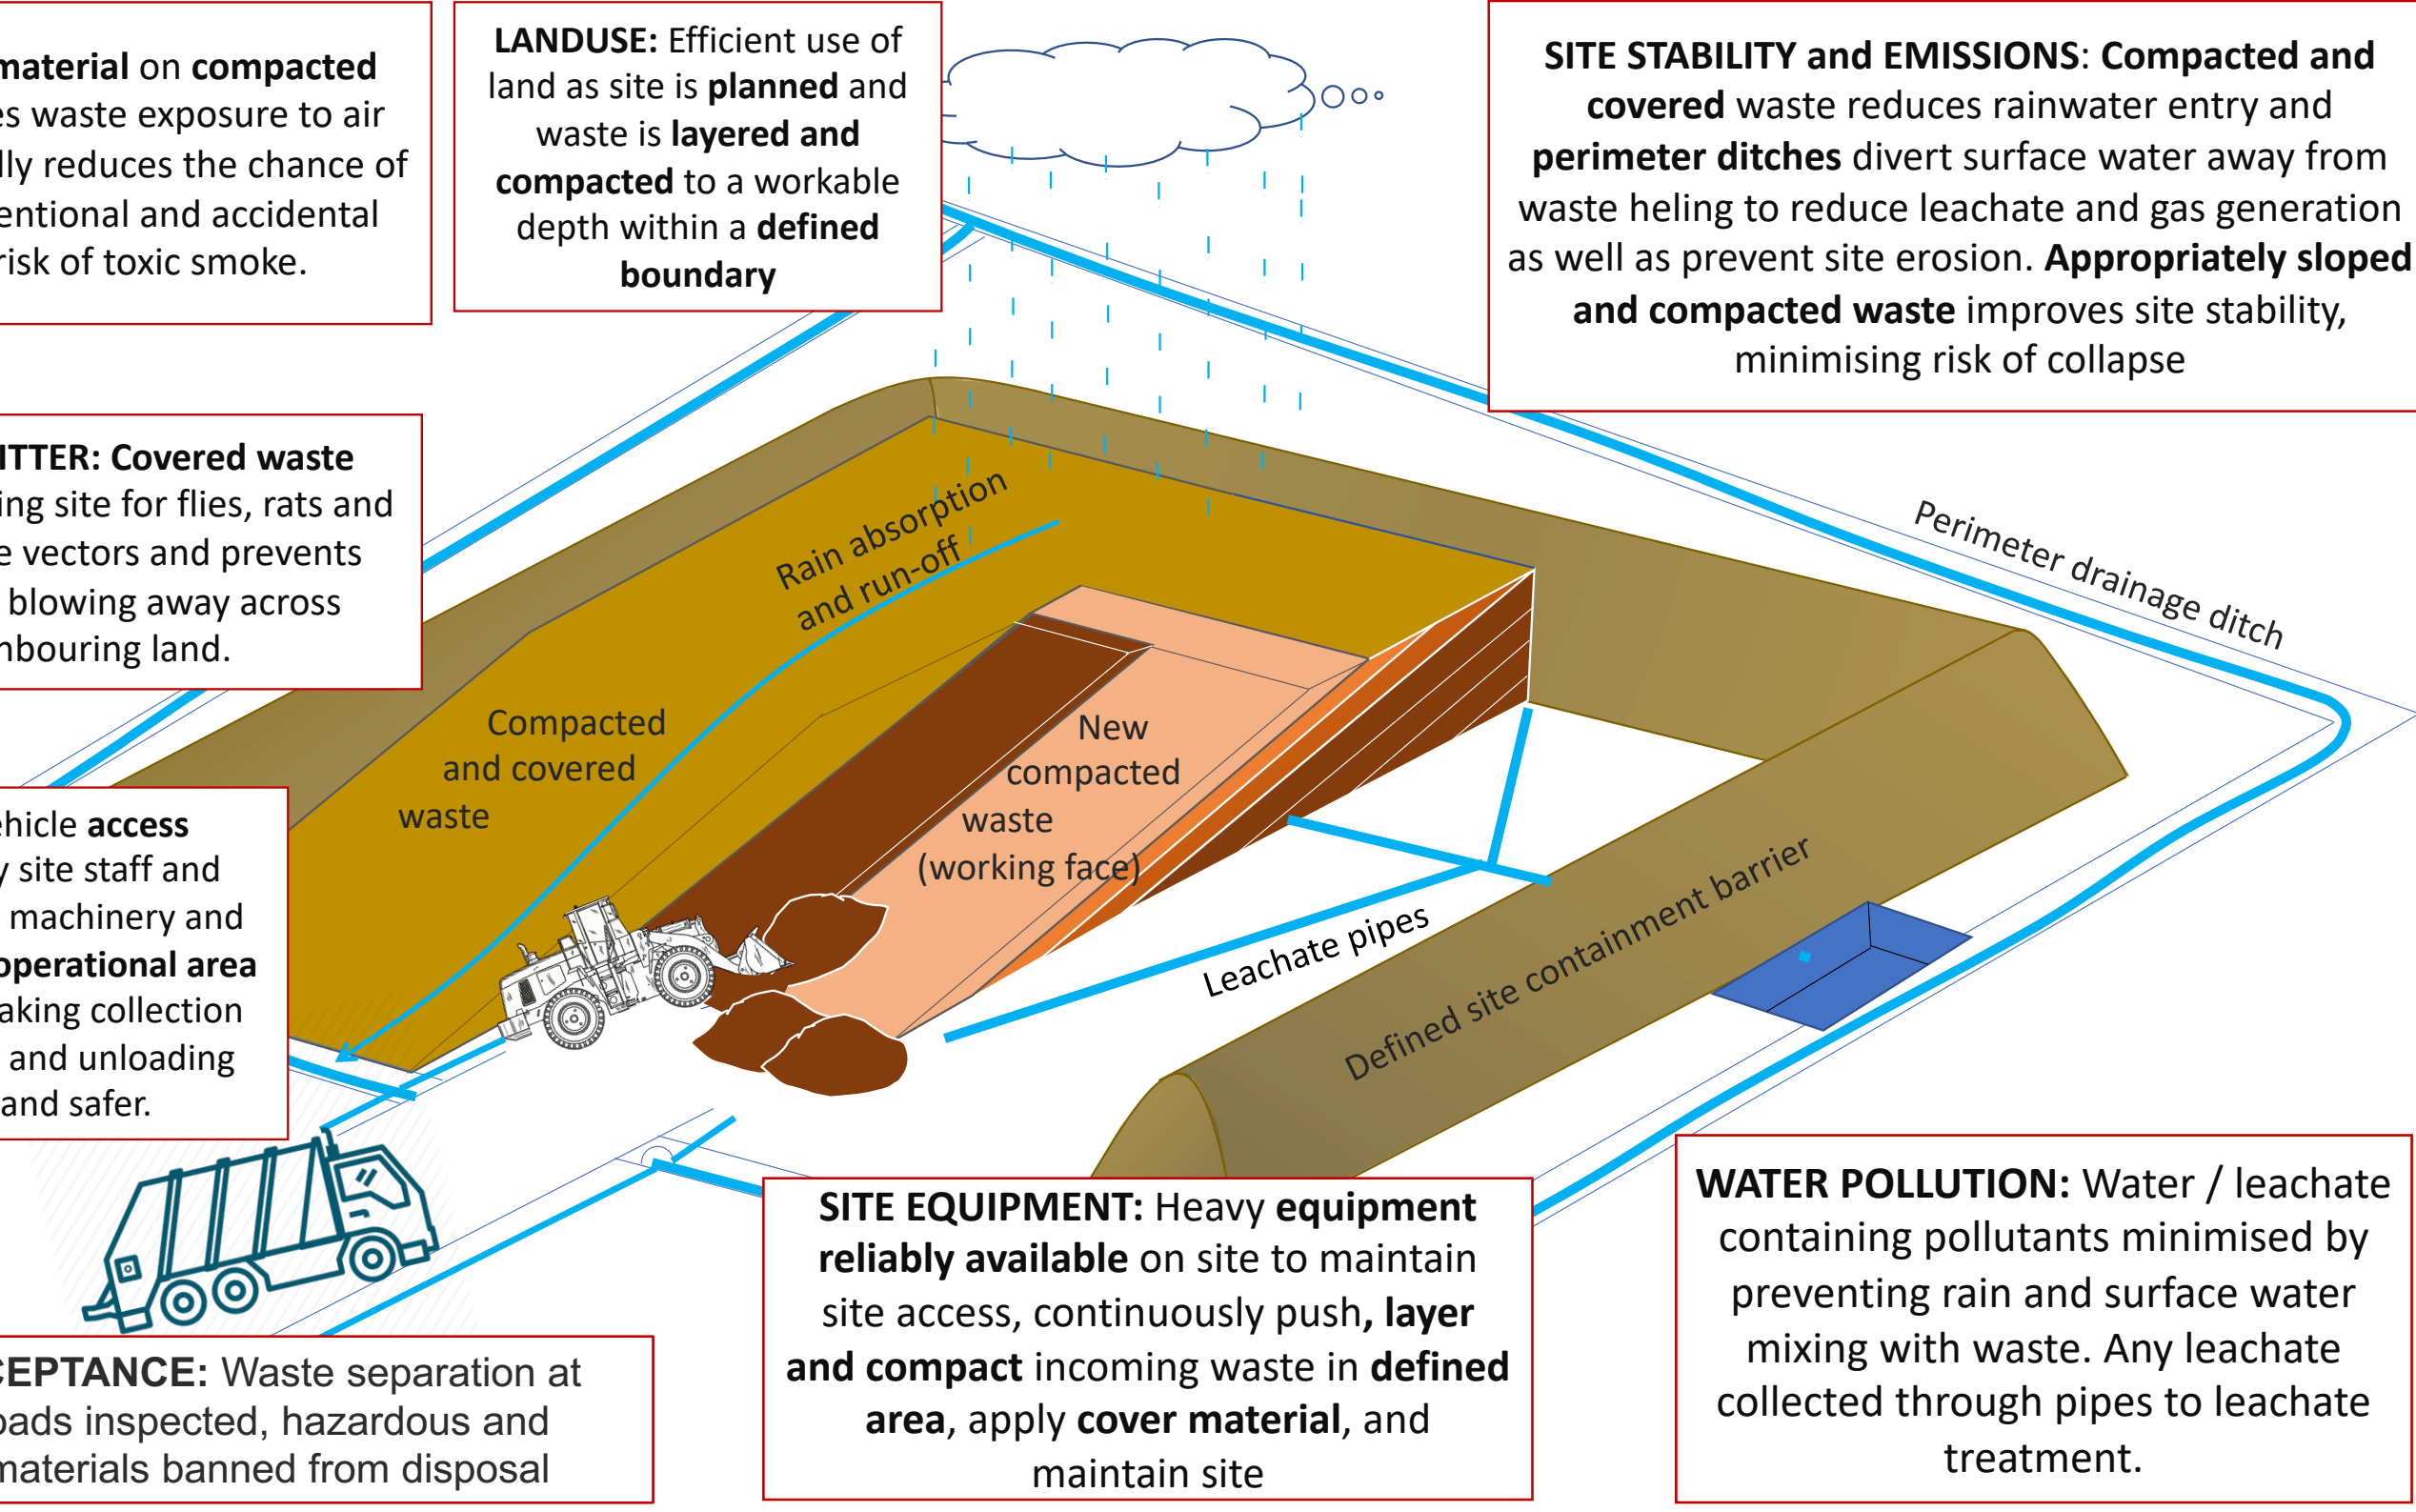 material on compacted
es waste exposure to air
lly reduces the chance of
entional and accidental
risk of toxic smoke.
LANDUSE: Efficient use of
land as site is planned and
waste is layered and
compacted to a workable
depth within a defined
boundary
SITE STABILITY and EMISSIONS: Compacted and
covered waste reduces rainwater entry and
perimeter ditches divert surface water away from
waste heling to reduce leachate and gas generation
as well as prevent site erosion. Appropriately sloped
and compacted waste improves site stability,
minimising risk of collapse
ITTER: Covered waste
ing site for flies, rats and
e vectors and prevents
blowing away across
nbouring land.
Rain absorption
and run-off
Perimeter drainage ditch
Compacted
and covered
waste
New
compacted
waste
(working face)
ehicle access
y site staff and
machinery and
operational area
aking collection
and unloading
and safer.
Leachate pipes
Defined site containment barrier
CEPTANCE: Waste separation at
oads inspected, hazardous and
materials banned from disposal
SITE EQUIPMENT: Heavy equipment
reliably available on site to maintain
site access, continuously push, layer
and compact incoming waste in defined
area, apply cover material, and
maintain site
WATER POLLUTION: Water / leachate
containing pollutants minimised by
preventing rain and surface water
mixing with waste. Any leachate
collected through pipes to leachate
treatment.